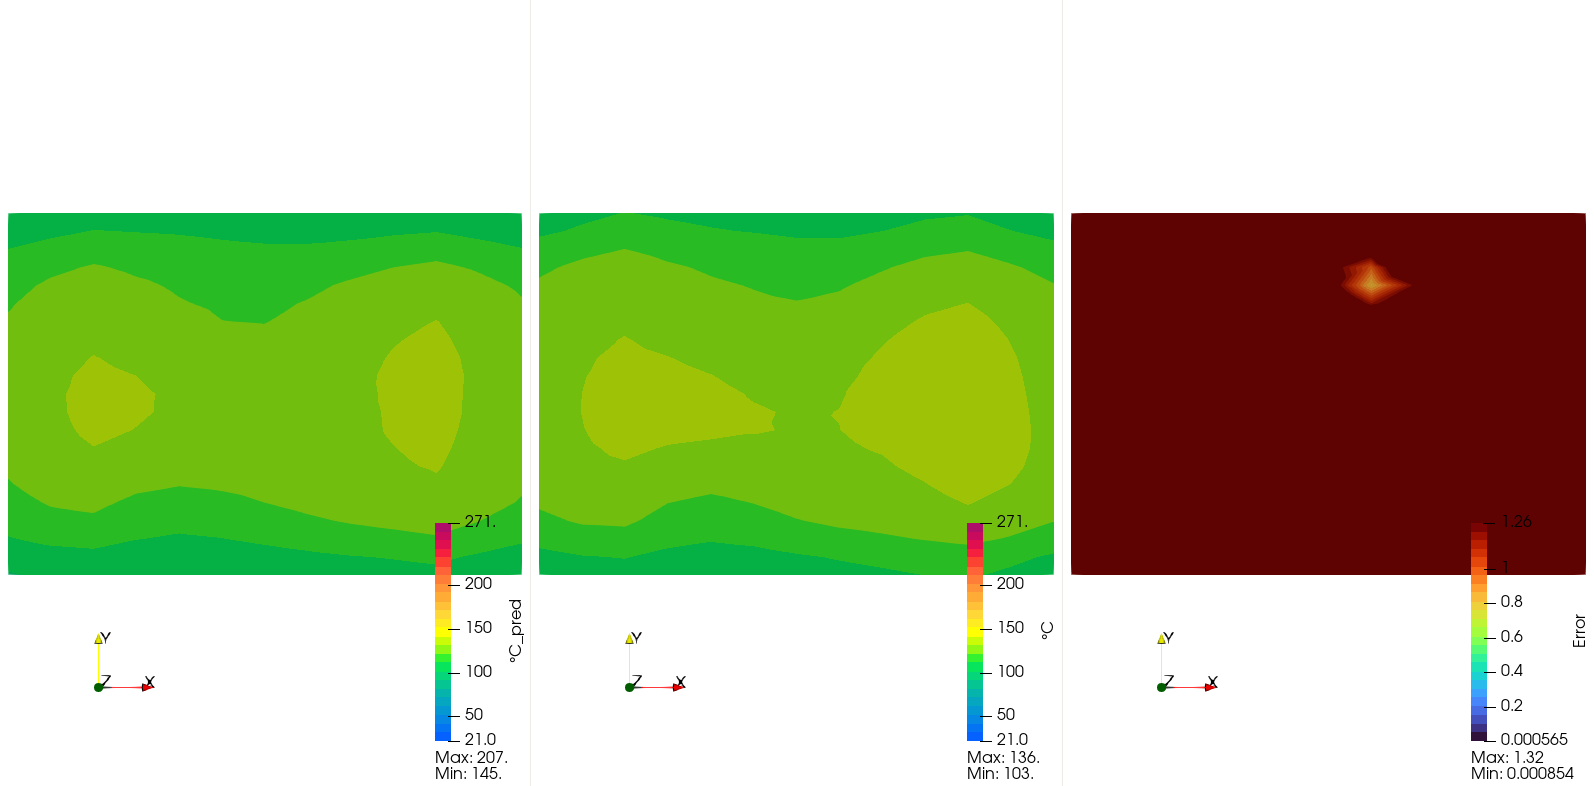 271.
200
150
100
50
21.0
°C_pred
Max: 207.
Min: 145.
Y
Z
X
271.
200
150
100
50
21.0
°C
Max: 136.
Min: 103.
Y
Z
X
1.26
1
0.8
0.6
0.4
0.2
0.000565
Error
Max: 1.32
Min: 0.000854
Y
Z
X